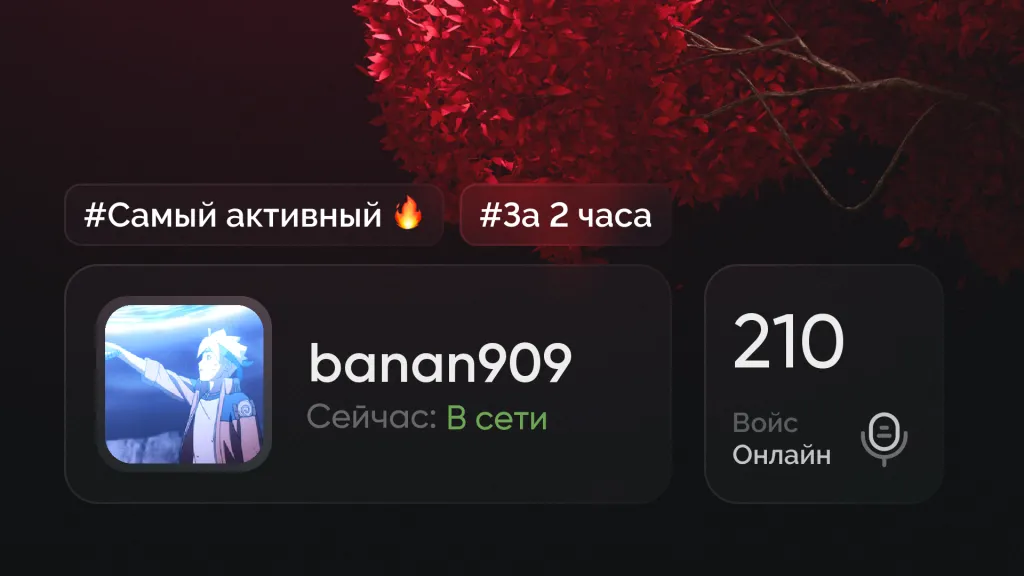 #Самый активный 🔥
#За 2 часа
banan909
Сейчас: В сети
210
Войс
Онлайн